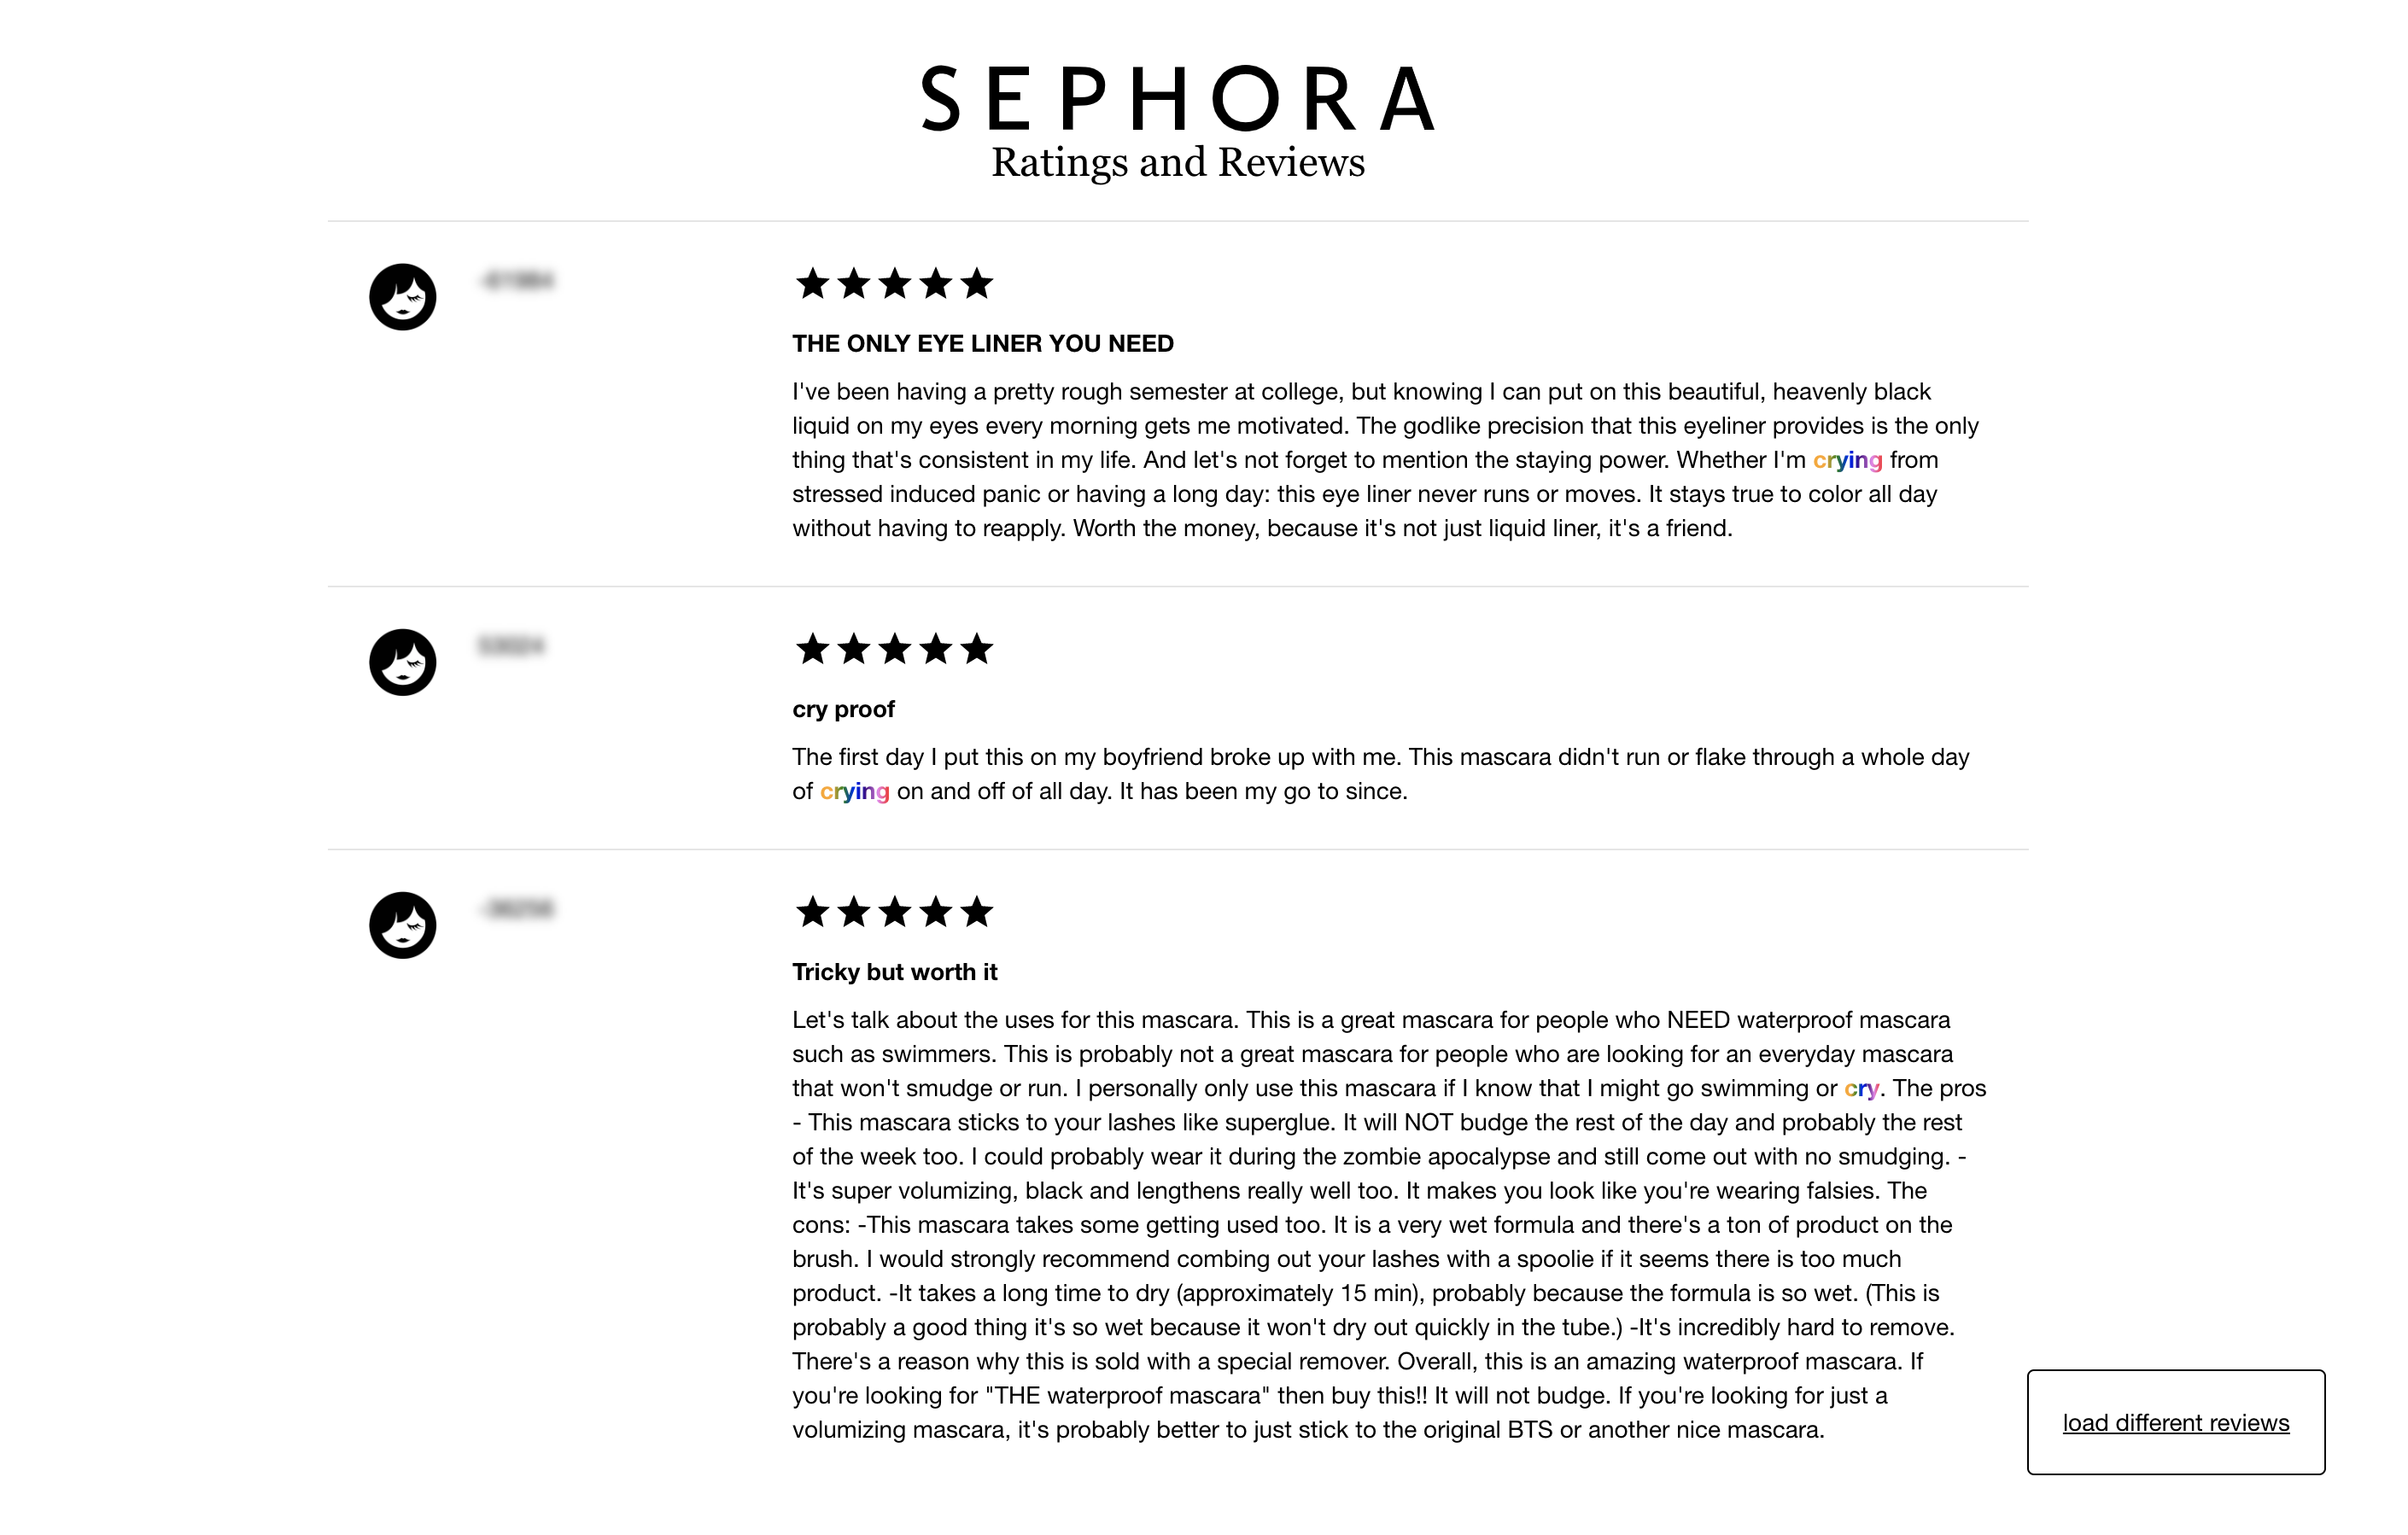 SEPHORA
Ratings and Reviews
THE ONLY EYE LINER YOU NEED
I've been having a pretty rough semester at college, but knowing I can put on this beautiful, heavenly black
liquid on my eyes every morning gets me motivated. The godlike precision that this eyeliner provides is the only
thing that's consistent in my life. And let's not forget to mention the staying power. Whether I'm crying from
stressed induced panic or having a long day: this eye liner never runs or moves. It stays true to color all day
without having to reapply. Worth the money, because it's not just liquid liner, it's a friend.
cry proof
The first day I put this on my boyfriend broke up with me. This mascara didn't run or flake through a whole day
of crying on and off of all day. It has been my go to since.
Tricky but worth it
Let's talk about the uses for this mascara. This is a great mascara for people who NEED waterproof mascara
such as swimmers. This is probably not a great mascara for people who are looking for an everyday mascara
that won't smudge or run. I personally only use this mascara if I know that I might go swimming or cry. The pros
- This mascara sticks to your lashes like superglue. It will NOT budge the rest of the day and probably the rest
of the week too. I could probably wear it during the zombie apocalypse and still come out with no smudging. -
It's super volumizing, black and lengthens really well too. It makes you look like you're wearing falsies. The
cons: -This mascara takes some getting used too. It is a very wet formula and there's a ton of product on the
brush. I would strongly recommend combing out your lashes with a spoolie if it seems there is too much
product. -It takes a long time to dry (approximately 15 min), probably because the formula is so wet. (This is
probably a good thing it's so wet because it won't dry out quickly in the tube.) -It's incredibly hard to remove.
There's a reason why this is sold with a special remover. Overall, this is an amazing waterproof mascara. If
you're looking for "THE waterproof mascara" then buy this!! It will not budge. If you're looking for just a
volumizing mascara, it's probably better to just stick to the original BTS or another nice mascara.
load different reviews